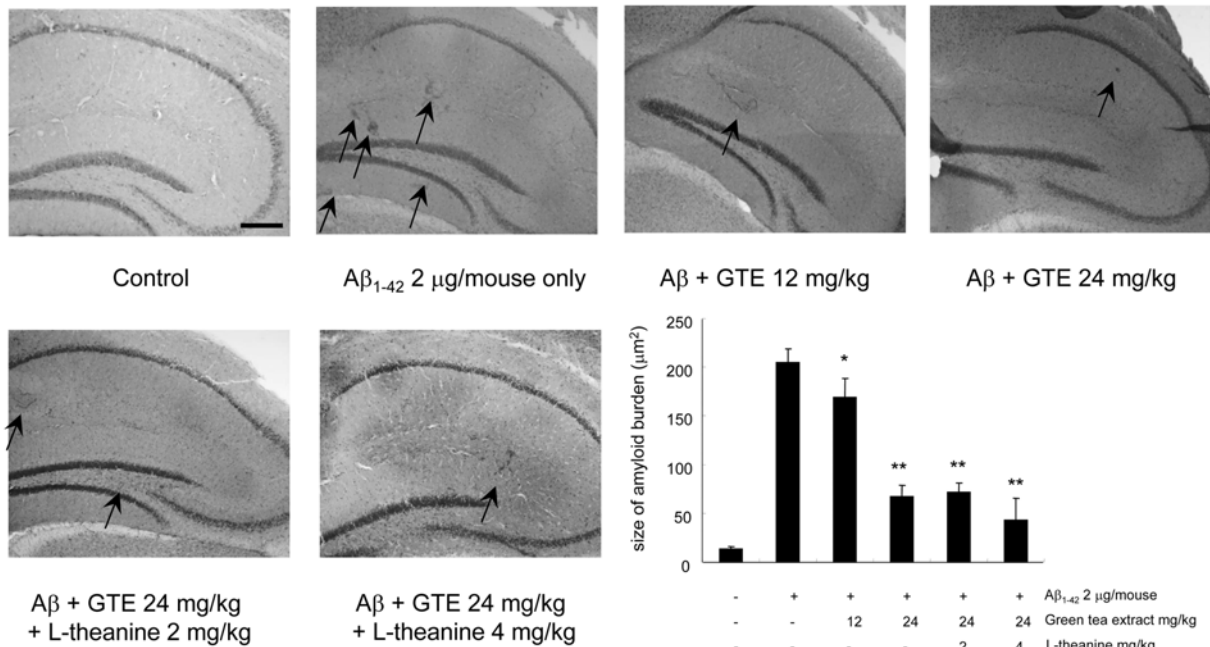 Control
Aβ₁₋₄₂ 2 μg/mouse only
Aβ + GTE 12 mg/kg
Aβ + GTE 24 mg/kg
Aβ + GTE 24 mg/kg
+ L-theanine 2 mg/kg
Aβ + GTE 24 mg/kg
+ L-theanine 4 mg/kg
size of amyloid burden (μm²)
250
200
150
100
50
0
*
**
**
**
- + + + + + Aβ₁₋₄₂ 2 μg/mouse
- - 12 24 24 24 Green tea extract mg/kg
- - - - 2 4 L-theanine mg/kg